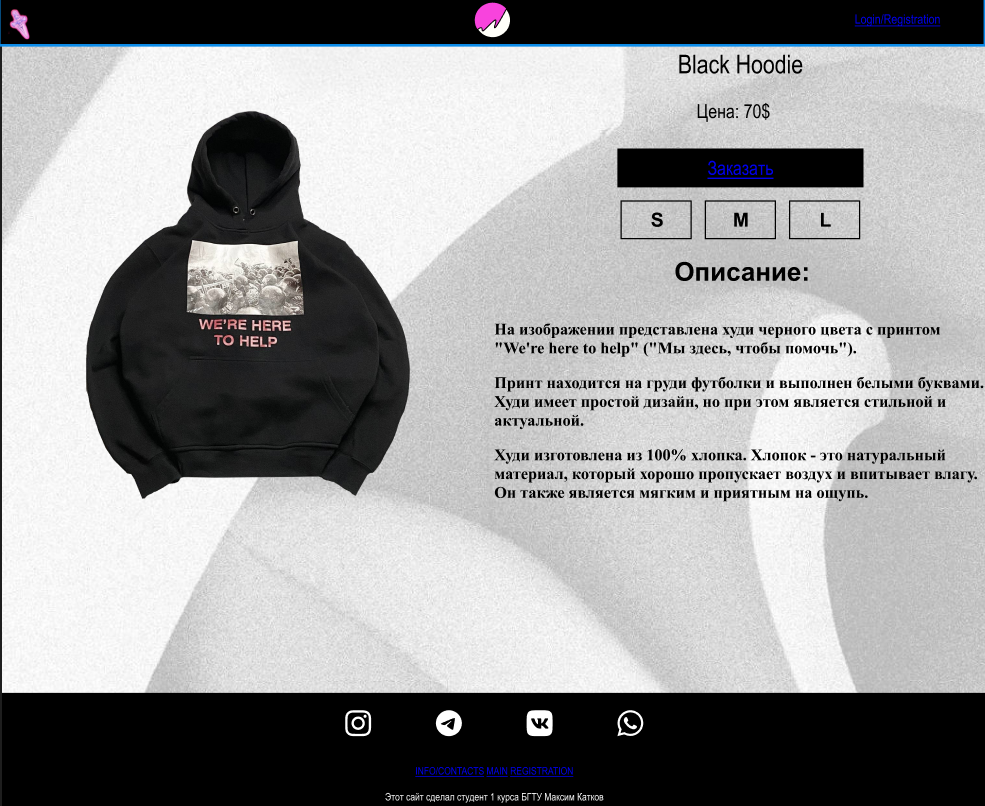 Login/Registration
Black Hoodie
Цена: 70$
Заказать
S M L
Описание:
WE'RE HERE
TO HELP
На изображении представлена худи черного цвета с принтом
"We're here to help" ("Мы здесь, чтобы помочь").
Принт находится на груди футболки и выполнен белыми буквами.
Худи имеет простой дизайн, но при этом является стильной и
актуальной.
Худи изготовлена из 100% хлопка. Хлопок - это натуральный
материал, который хорошо пропускает воздух и впитывает влагу.
Он также является мягким и приятным на ощупь.
INFO/CONTACTS MAIN REGISTRATION
Этот сайт сделал студент 1 курса БГТУ Максим Катков